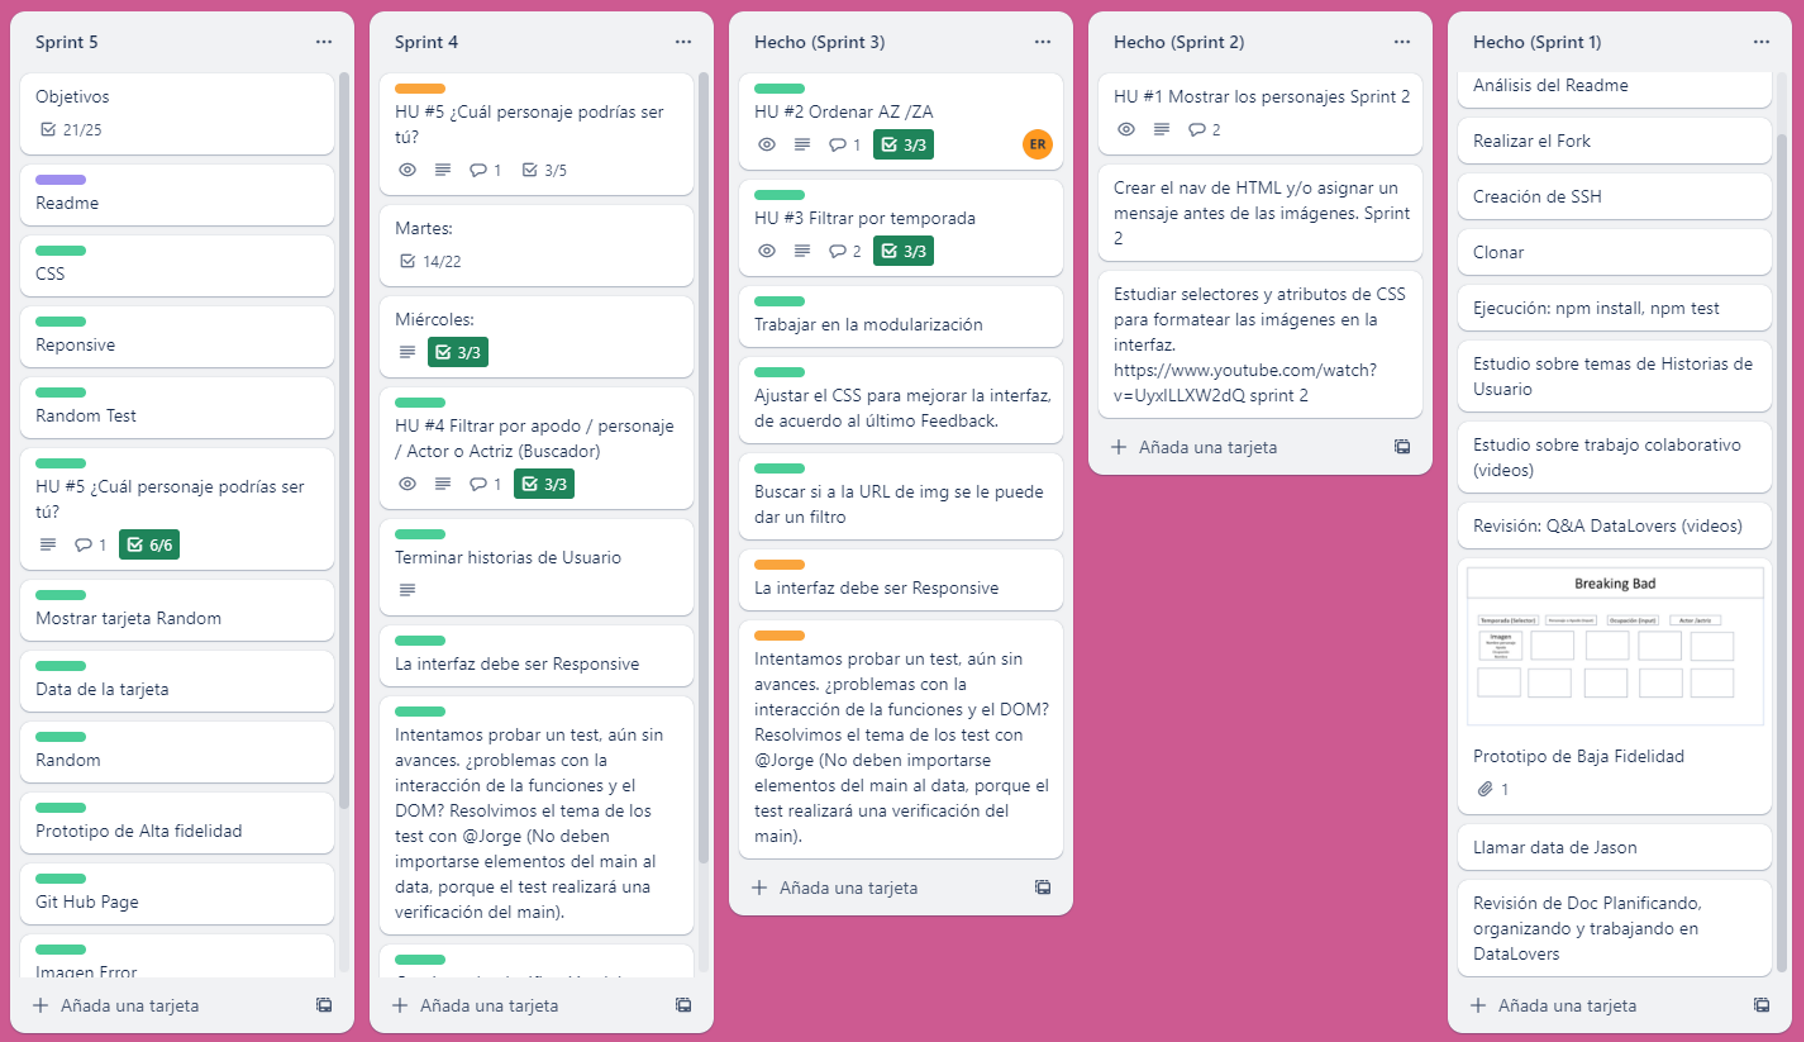 Sprint 5
Objetivos
21/25
Readme
CSS
Reponsive
Random Test
HU #5 ¿Cuál personaje podrías ser
tú?
1
6/6
Mostrar tarjeta Random
Data de la tarjeta
Random
Prototipo de Alta fidelidad
Git Hub Page
Imagen Error
Añada una tarjeta
Sprint 4
HU #5 ¿Cuál personaje podrías ser
tú?
1
3/5
Martes:
14/22
Miércoles:
3/3
HU #4 Filtrar por apodo / personaje
/ Actor o Actriz (Buscador)
1
3/3
Terminar historias de Usuario
La interfaz debe ser Responsive
Intentamos probar un test, aún sin
avances. ¿problemas con la
interacción de la funciones y el
DOM? Resolvimos el tema de los
test con @Jorge (No deben
importarse elementos del main al
data, porque el test realizará una
verificación del main).
Añada una tarjeta
Hecho (Sprint 3)
HU #2 Ordenar AZ /ZA
1
3/3
ER
HU #3 Filtrar por temporada
2
3/3
Trabajar en la modularización
Ajustar el CSS para mejorar la interfaz,
de acuerdo al último Feedback.
Buscar si a la URL de img se le puede
dar un filtro
La interfaz debe ser Responsive
Intentamos probar un test, aún sin
avances. ¿problemas con la
interacción de la funciones y el DOM?
Resolvimos el tema de los test con
@Jorge (No deben importarse
elementos del main al data, porque el
test realizará una verificación del
main).
Añada una tarjeta
Hecho (Sprint 2)
HU #1 Mostrar los personajes Sprint 2
2
Crear el nav de HTML y/o asignar un
mensaje antes de las imágenes. Sprint
2
Estudiar selectores y atributos de CSS
para formatear las imágenes en la
interfaz.
https://www.youtube.com/watch?
v=UyxlLLXW2dQ sprint 2
Añada una tarjeta
Hecho (Sprint 1)
Análisis del Readme
Realizar el Fork
Creación de SSH
Clonar
Ejecución: npm install, npm test
Estudio sobre temas de Historias de
Usuario
Estudio sobre trabajo colaborativo
(videos)
Revisión: Q&A DataLovers (videos)
Breaking Bad
Temporada (Selector)
Ocupación (input)
Actor /actriz
Imagen
Prototipo de Baja Fidelidad
1
Llamar data de Jason
Revisión de Doc Planificando,
organizando y trabajando en
DataLovers
Añada una tarjeta